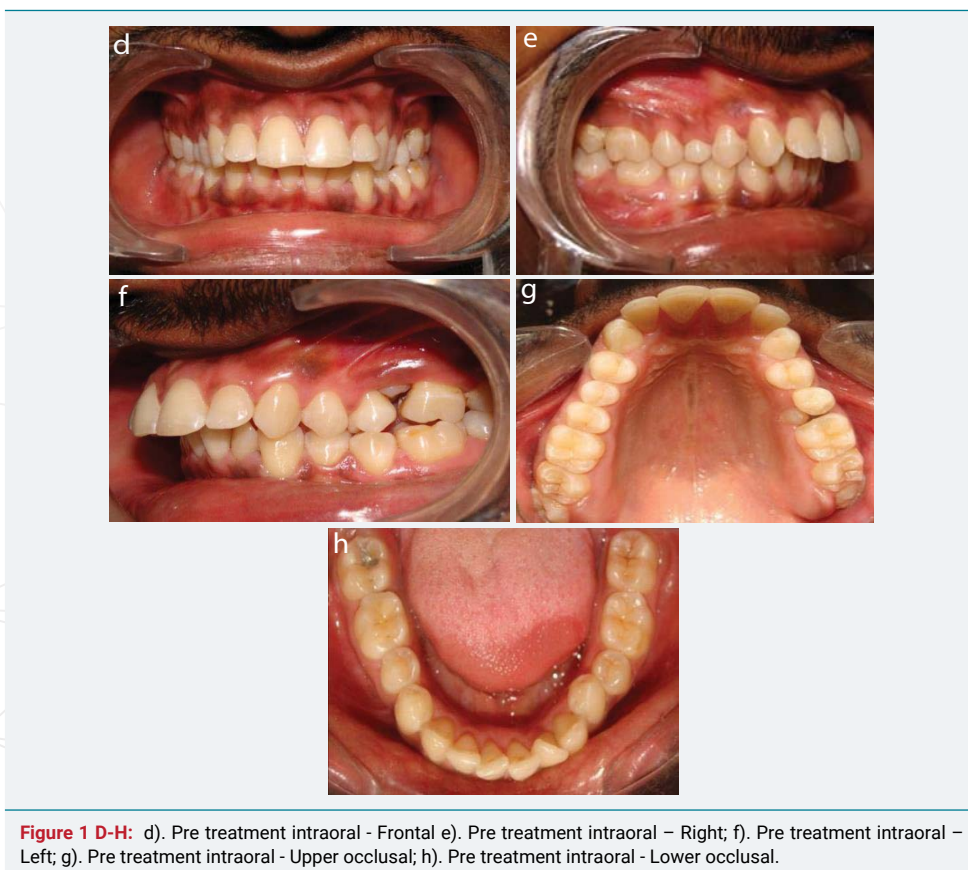 d
e
f
g
h
Figure 1 D-H: d). Pre treatment intraoral - Frontal e). Pre treatment intraoral – Right; f). Pre treatment intraoral –
Left; g). Pre treatment intraoral - Upper occlusal; h). Pre treatment intraoral - Lower occlusal.